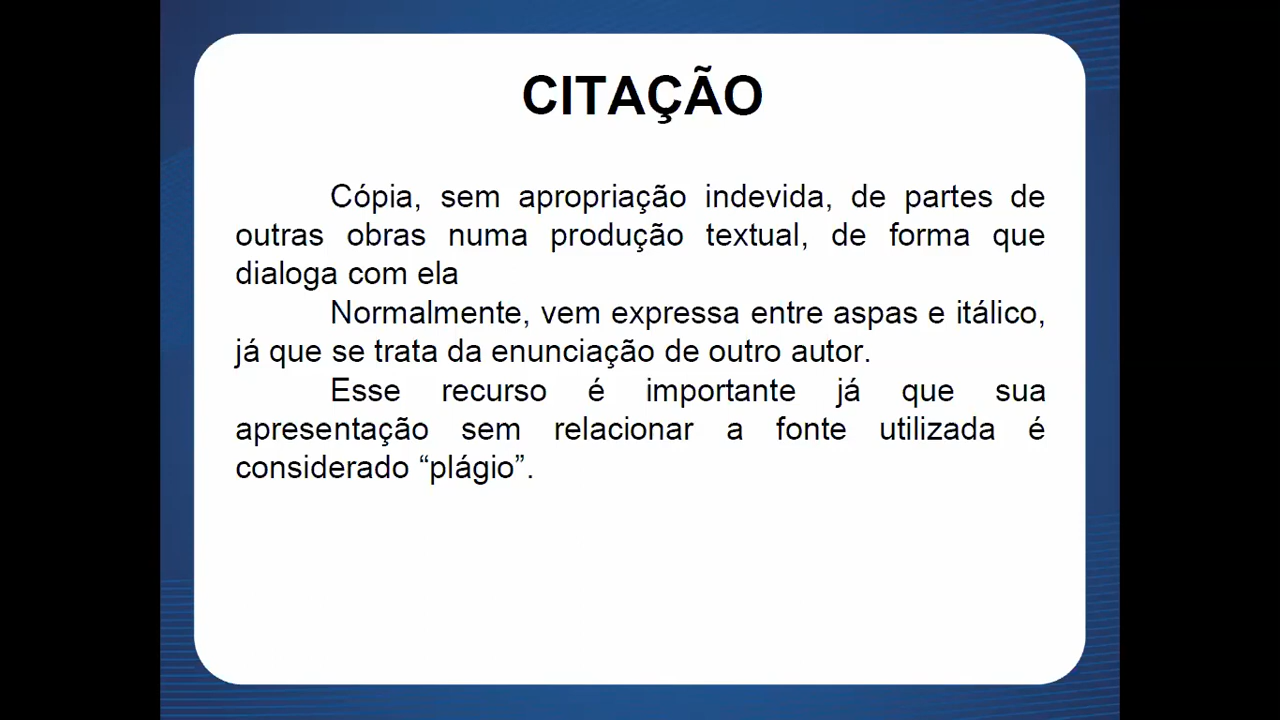 CITAÇÃO
Cópia, sem apropriação indevida, de partes de
outras obras numa produção textual, de forma que
dialoga com ela
Normalmente, vem expressa entre aspas e itálico,
já que se trata da enunciação de outro autor.
Esse recurso é importante já que sua
apresentação sem relacionar a fonte utilizada é
considerado “plágio”.